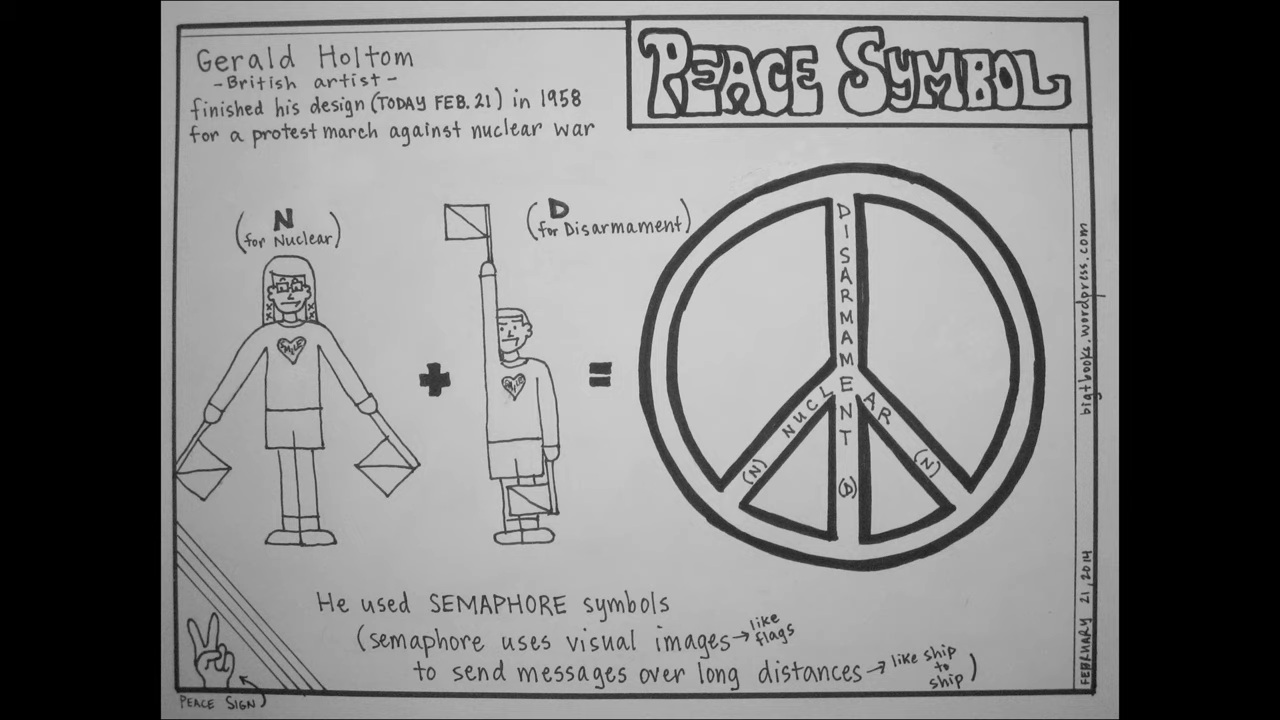 PEACE SYMBOL
Gerald Holtom
-British artist-
finished his design (TODAY FEB. 21) in 1958
for a protest march against nuclear war
N
(for Nuclear)
D
(for Disarmament)
SMILE
SMILE
+
=
DISARMAMENT
NUCLEAR
(N)
(D)
(N)
He used SEMAPHORE symbols
(semaphore uses visual images → like flags
to send messages over long distances → like ship to ship)
PEACE SIGN
bigtbooks.wordpress.com
FEBRUARY 21, 2014